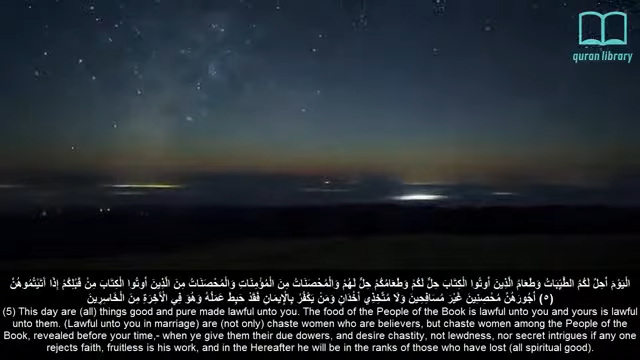 quran library
الْيَوْمَ أُحِلَّ لَكُمُ الطَّيِّبَاتُ وَطَعَامُ الَّذِينَ أُوتُوا الْكِتَابَ حِلٌّ لَكُمْ وَطَعَامُكُمْ حِلٌّ لَهُمْ وَالْمُحْصَنَاتُ مِنَ الْمُؤْمِنَاتِ وَالْمُحْصَنَاتُ مِنَ الَّذِينَ أُوتُوا الْكِتَابَ مِنْ قَبْلِكُمْ إِذَا آتَيْتُمُوهُنَّ
أُجُورَهُنَّ مُحْصِنِينَ غَيْرَ مُسَافِحِينَ وَلَا مُتَّخِذِي أَخْدَانٍ وَمَنْ يَكْفُرْ بِالْإِيمَانِ فَقَدْ حَبِطَ عَمَلُهُ وَهُوَ فِي الْآخِرَةِ مِنَ الْخَاسِرِينَ (٥)
(5) This day are (all) things good and pure made lawful unto you. The food of the People of the Book is lawful unto you and yours is lawful
unto them. (Lawful unto you in marriage) are (not only) chaste women who are believers, but chaste women among the People of the
Book, revealed before your time,- when ye give them their due dowers, and desire chastity, not lewdness, nor secret intrigues if any one
rejects faith, fruitless is his work, and in the Hereafter he will be in the ranks of those who have lost (all spiritual good).